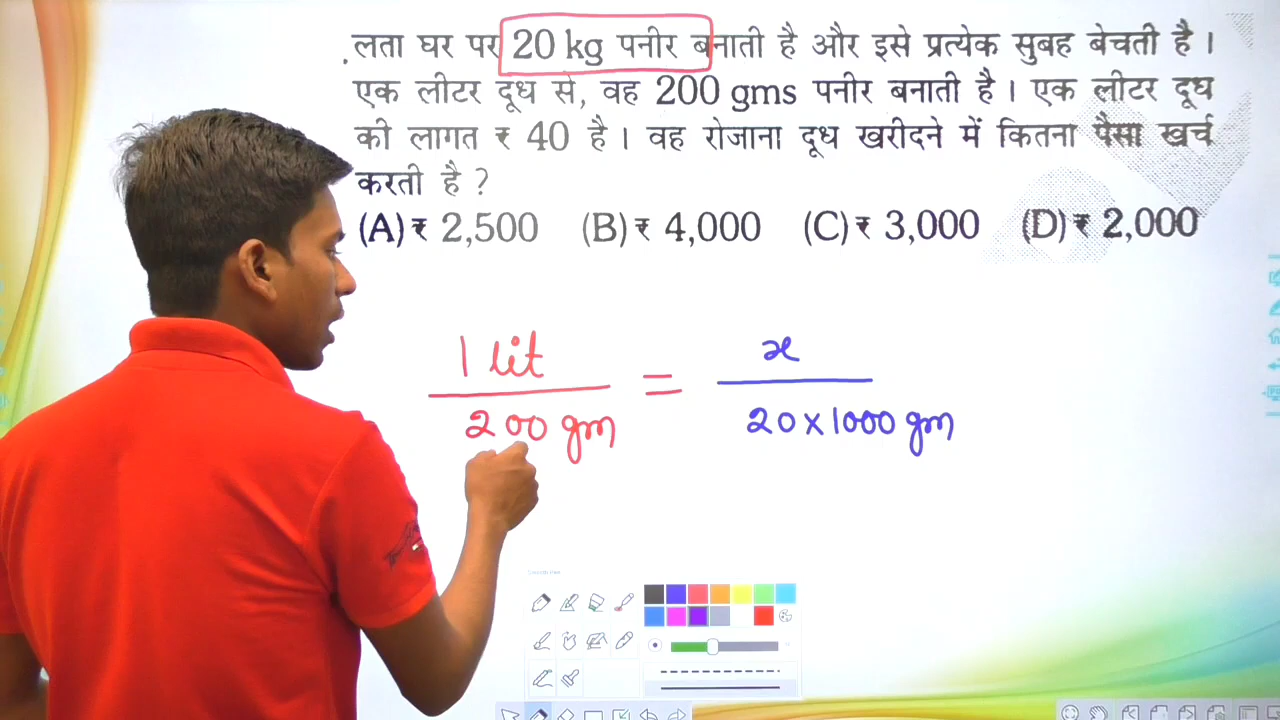 लता घर पर 20 kg पनीर बनाती है और इसे प्रत्येक सुबह बेचती है।
एक लीटर दूध से, वह 200 gms पनीर बनाती है। एक लीटर दूध
की लागत ₹ 40 है। वह रोजाना दूध खरीदने में कितना पैसा खर्च
करती है ?
(A) ₹ 2,500 (B) ₹ 4,000 (C) ₹ 3,000 (D) ₹ 2,000
1 lit = x
200 gm 20 x 1000 gm